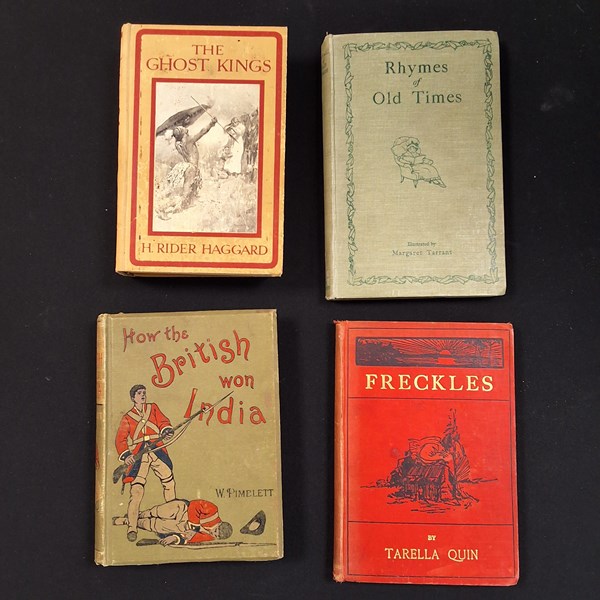 THE
GHOST KINGS
H. RIDER HAGGARD
Rhymes
of
Old Times
Illustrated by
Margaret Tarrant
How the
British
won
India
W. PIMBLETT
FRECKLES
BY
TARELLA QUIN